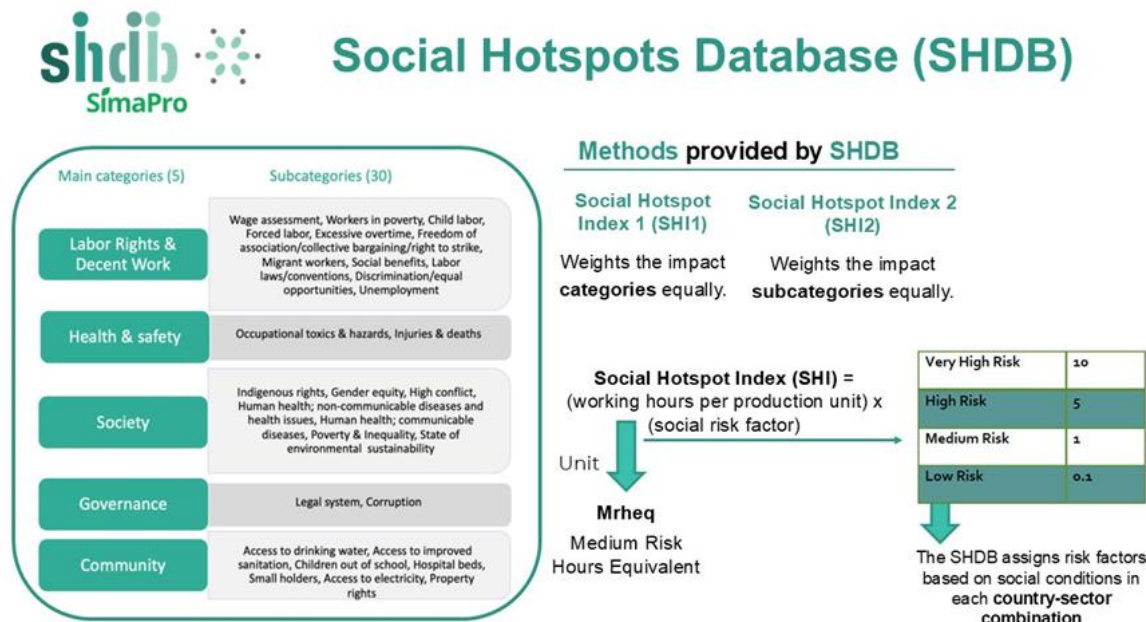 shdb
SimaPro
Social Hotspots Database (SHDB)
Main categories (5)
Subcategories (30)
Labor Rights &
Decent Work
Wage assessment, Workers in poverty, Child labor,
Forced labor, Excessive overtime, Freedom of
association/collective bargaining/right to strike,
Migrant workers, Social benefits, Labor
laws/conventions, Discrimination/equal
opportunities, Unemployment
Health & safety
Occupational toxics & hazards, Injuries & deaths
Society
Indigenous rights, Gender equity, High conflict,
Human health; non-communicable diseases and
health issues, Human health; communicable
diseases, Poverty & Inequality, State of
environmental sustainability
Governance
Legal system, Corruption
Community
Access to drinking water, Access to improved
sanitation, Children out of school, Hospital beds,
Small holders, Access to electricity, Property
rights
Methods provided by SHDB
Social Hotspot
Index 1 (SHI1)
Weights the impact
categories equally.
Social Hotspot Index 2
(SHI2)
Weights the impact
subcategories equally.
Social Hotspot Index (SHI) =
(working hours per production unit) x
(social risk factor)
Unit
Mrheq
Medium Risk
Hours Equivalent
Very High Risk 10
High Risk 5
Medium Risk 1
Low Risk 0.1
The SHDB assigns risk factors
based on social conditions in
each country-sector
combination